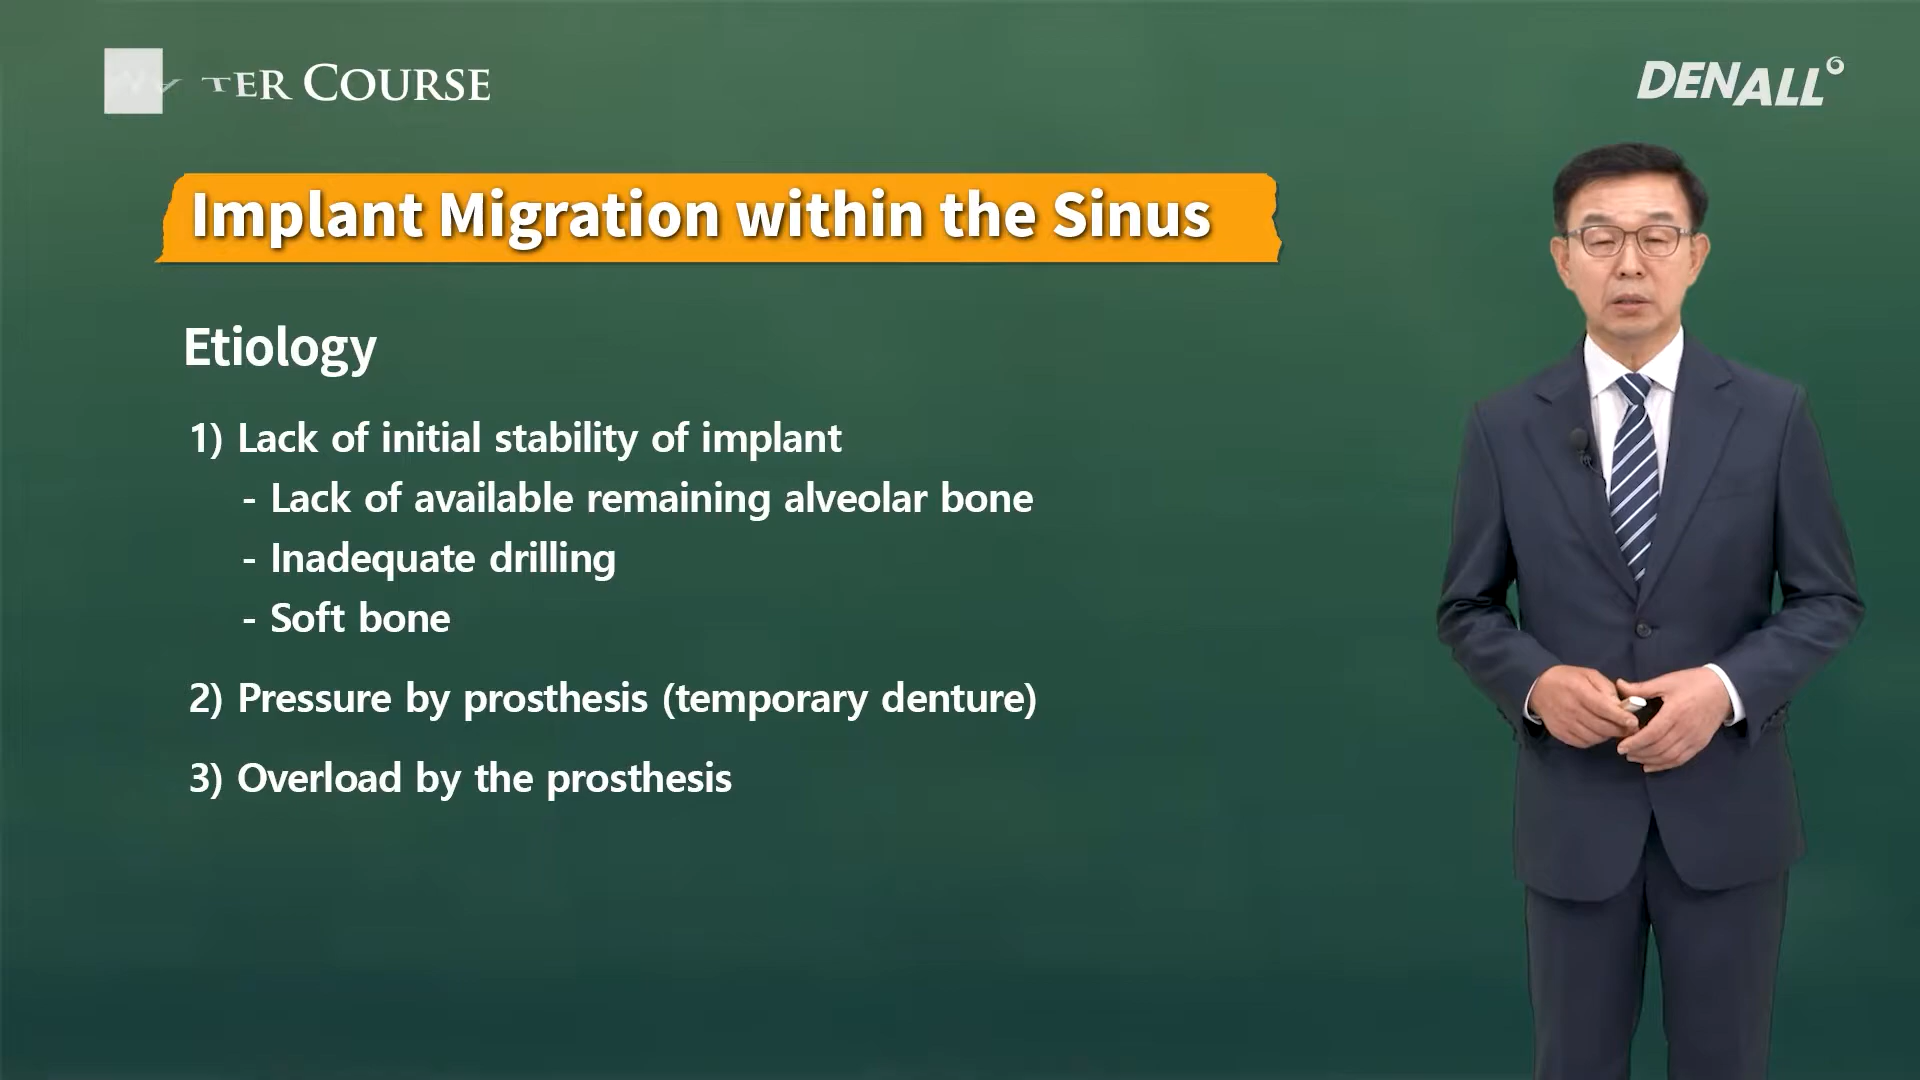 TER COURSE
DENALL
Implant Migration within the Sinus
Etiology
1) Lack of initial stability of implant
- Lack of available remaining alveolar bone
- Inadequate drilling
- Soft bone
2) Pressure by prosthesis (temporary denture)
3) Overload by the prosthesis